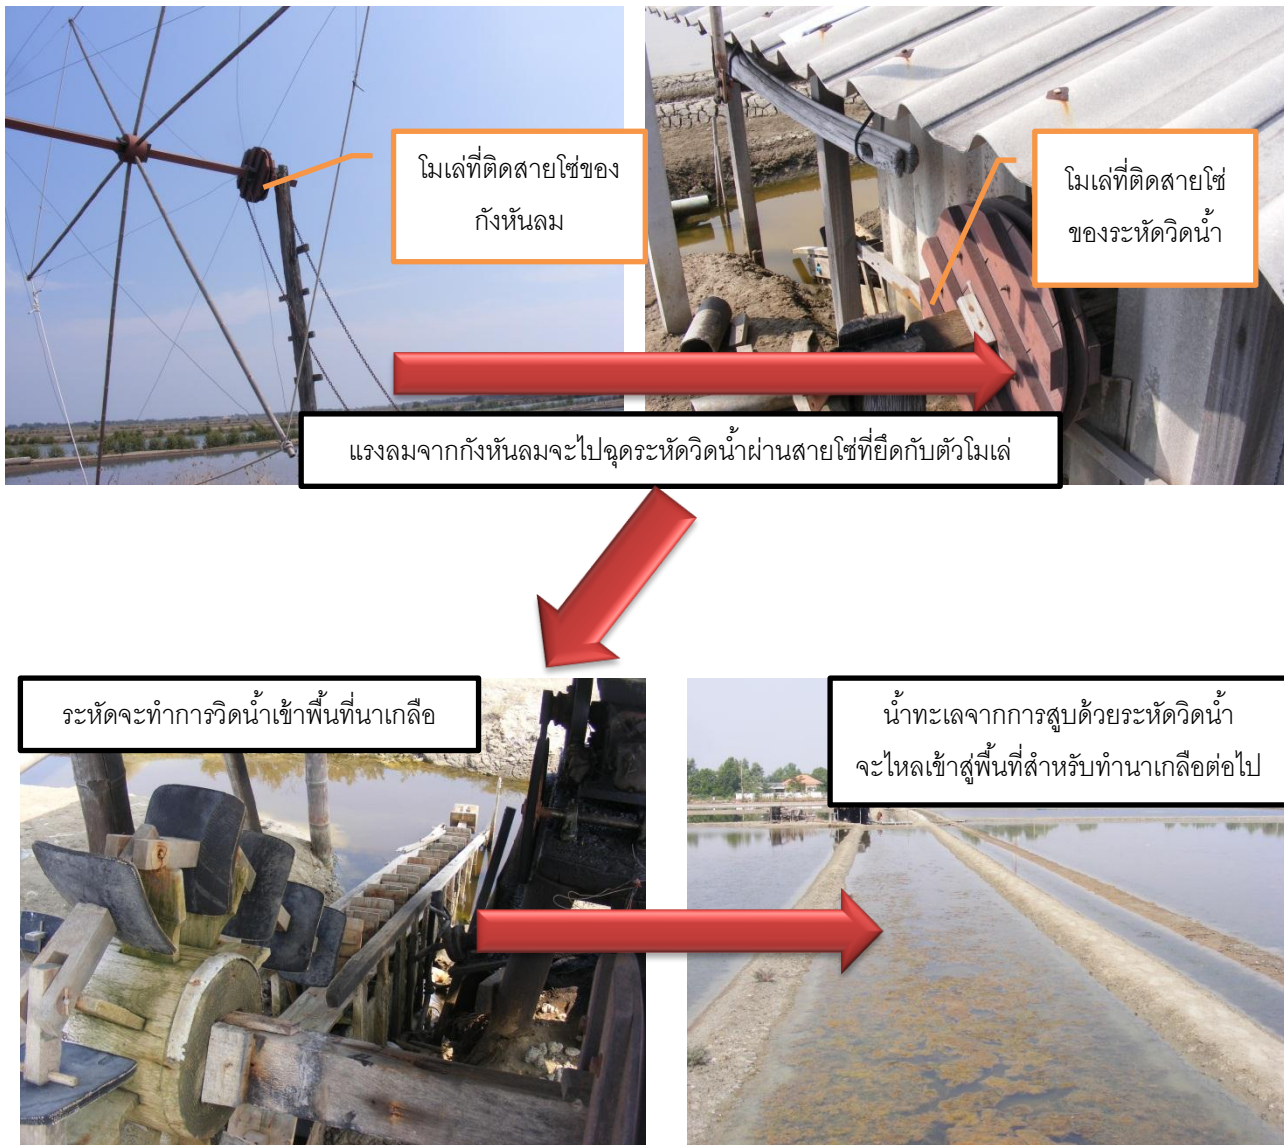 โมเล่ที่ติดสายโซ่ของ
กังหันลม
โมเล่ที่ติดสายโซ่
ของระหัดวิดน้ำ
แรงลมจากกังหันลมจะไปฉุดระหัดวิดน้ำผ่านสายโซ่ที่ยึดกับตัวโมเล่
ระหัดจะทำการวิดน้ำเข้าพื้นที่นาเกลือ
น้ำทะเลจากการสูบด้วยระหัดวิดน้ำ
จะไหลเข้าสู่พื้นที่สำหรับทำนาเกลือต่อไป